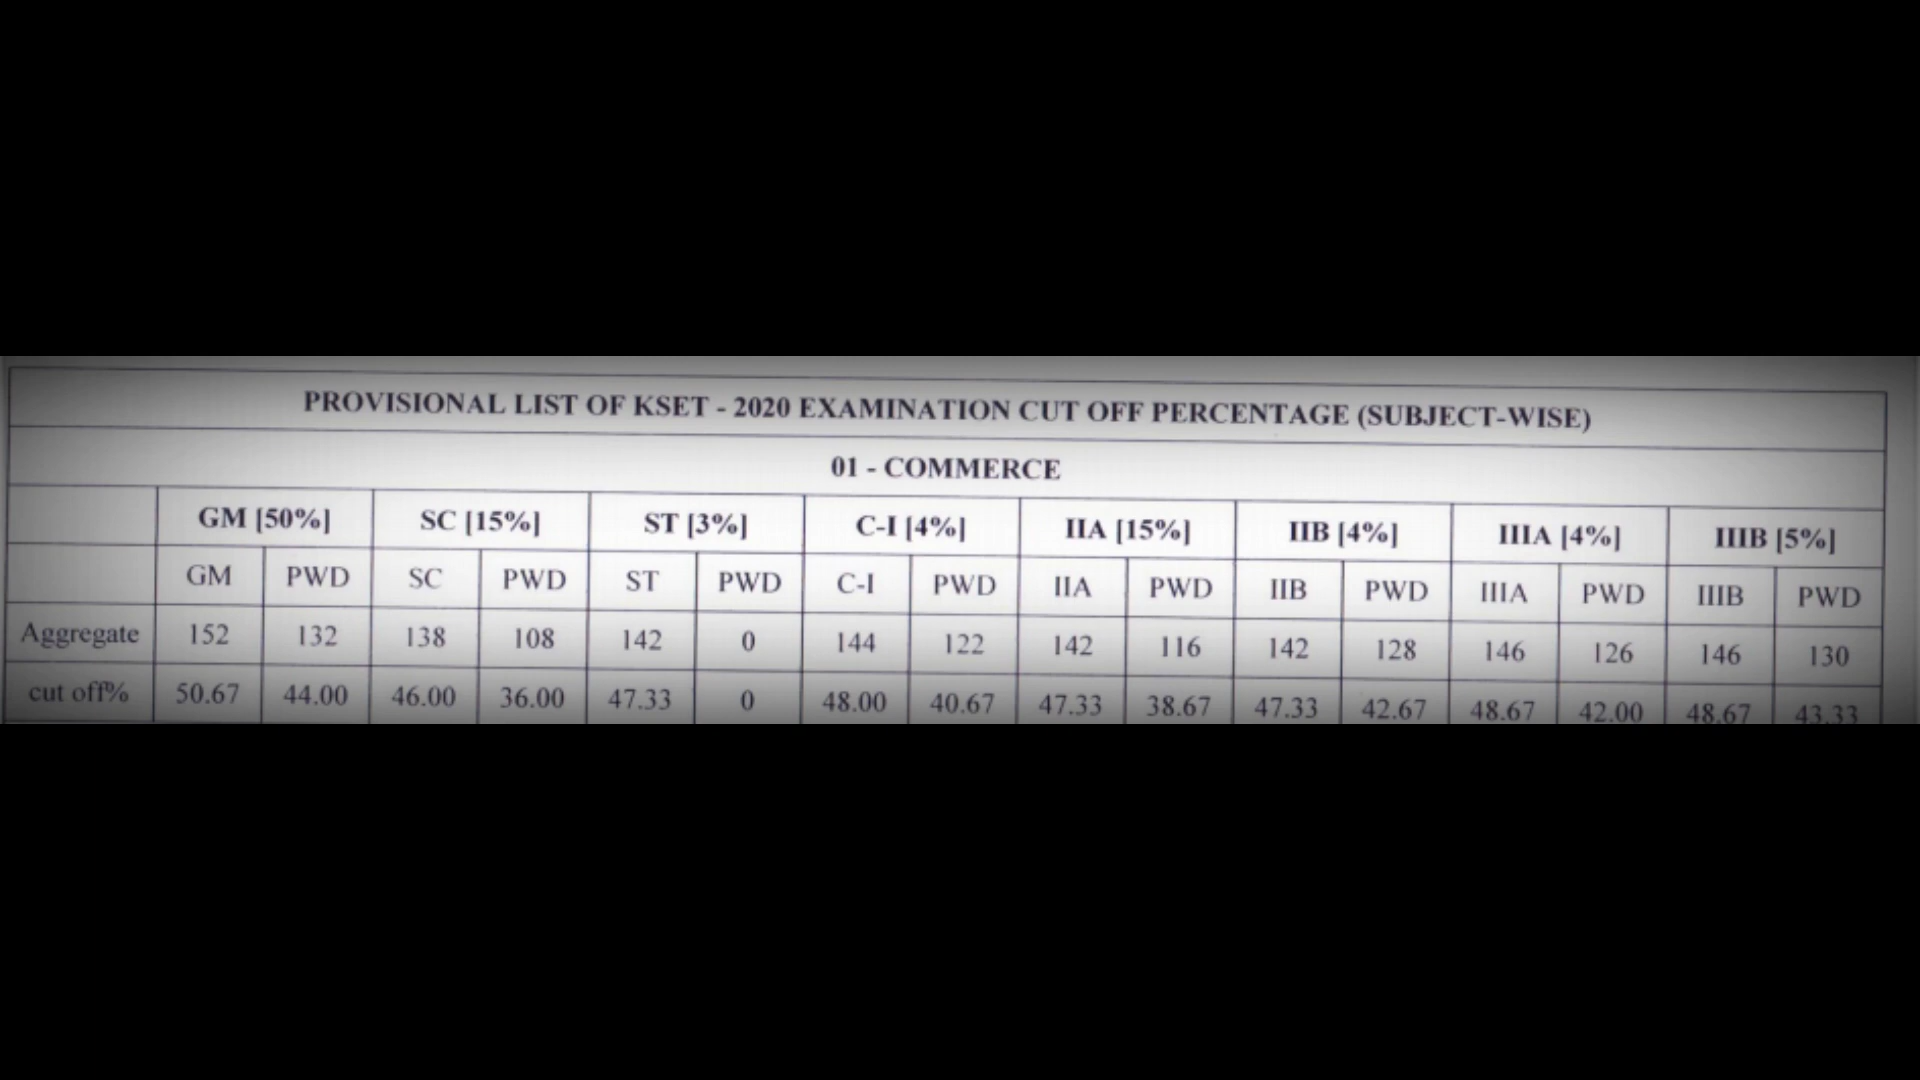 PROVISIONAL LIST OF KSET - 2020 EXAMINATION CUT OFF PERCENTAGE (SUBJECT-WISE)
01 - COMMERCE
GM [50%] SC [15%] ST [3%] C-I [4%] IIA [15%] IIB [4%] IIIA [4%] IIIB [5%]
GM PWD SC PWD ST PWD C-I PWD IIA PWD IIB PWD IIIA PWD IIIB PWD
Aggregate 152 132 138 108 142 0 144 122 142 116 142 128 146 126 146 130
cut off% 50.67 44.00 46.00 36.00 47.33 0 48.00 40.67 47.33 38.67 47.33 42.67 48.67 42.00 48.67 43.33